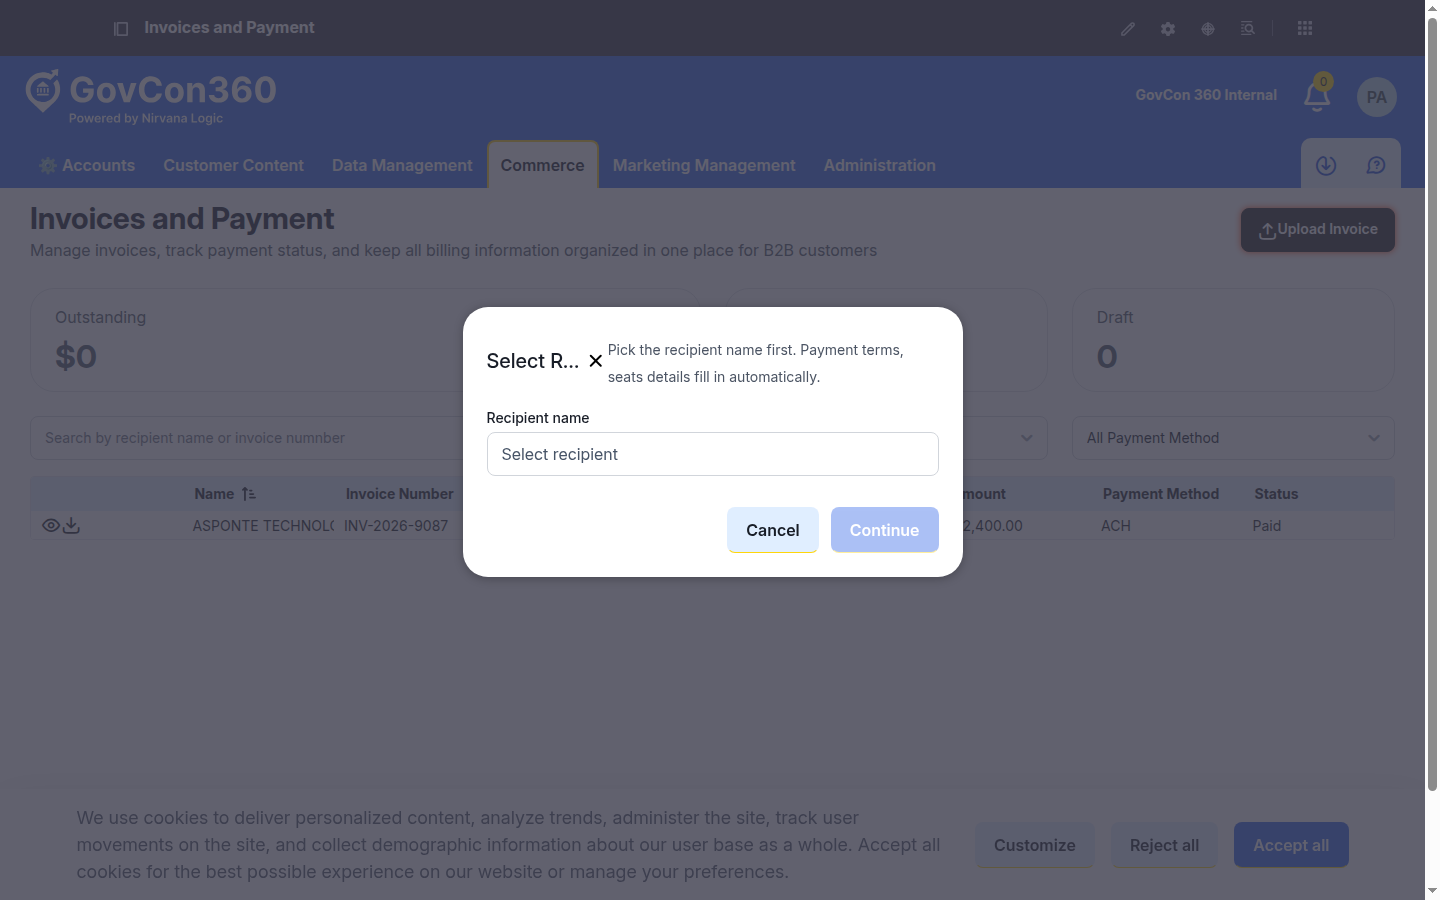 Invoices and Payment
GovCon360
Powered by Nirvana Logic
GovCon 360 Internal
0
PA
Accounts
Customer Content
Data Management
Commerce
Marketing Management
Administration
Invoices and Payment
Manage invoices, track payment status, and keep all billing information organized in one place for B2B customers
Upload Invoice
Outstanding
$0
Draft
0
Search by recipient name or invoice numnber
All Payment Method
Name
Invoice Number
mount
Payment Method
Status
ASPONTE TECHNOLO
INV-2026-9087
2,400.00
ACH
Paid
Select R...
Pick the recipient name first. Payment terms,
seats details fill in automatically.
Recipient name
Select recipient
Cancel
Continue
We use cookies to deliver personalized content, analyze trends, administer the site, track user
movements on the site, and collect demographic information about our user base as a whole. Accept all
cookies for the best possible experience on our website or manage your preferences.
Customize
Reject all
Accept all